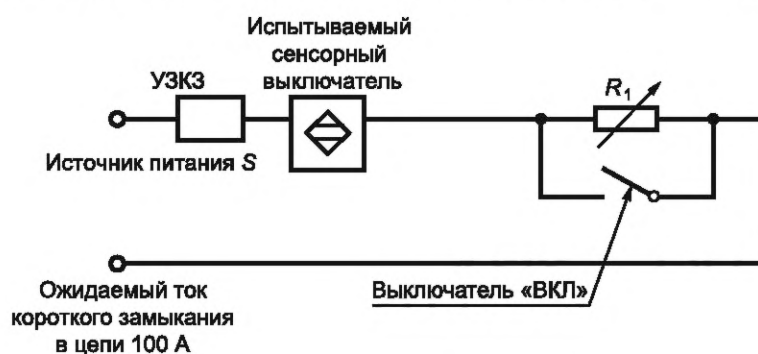 Испытываемый
сенсорный
выключатель
УЗКЗ
R1
Источник питания S
Ожидаемый ток
короткого замыкания
в цепи 100 А
Выключатель «ВКЛ»